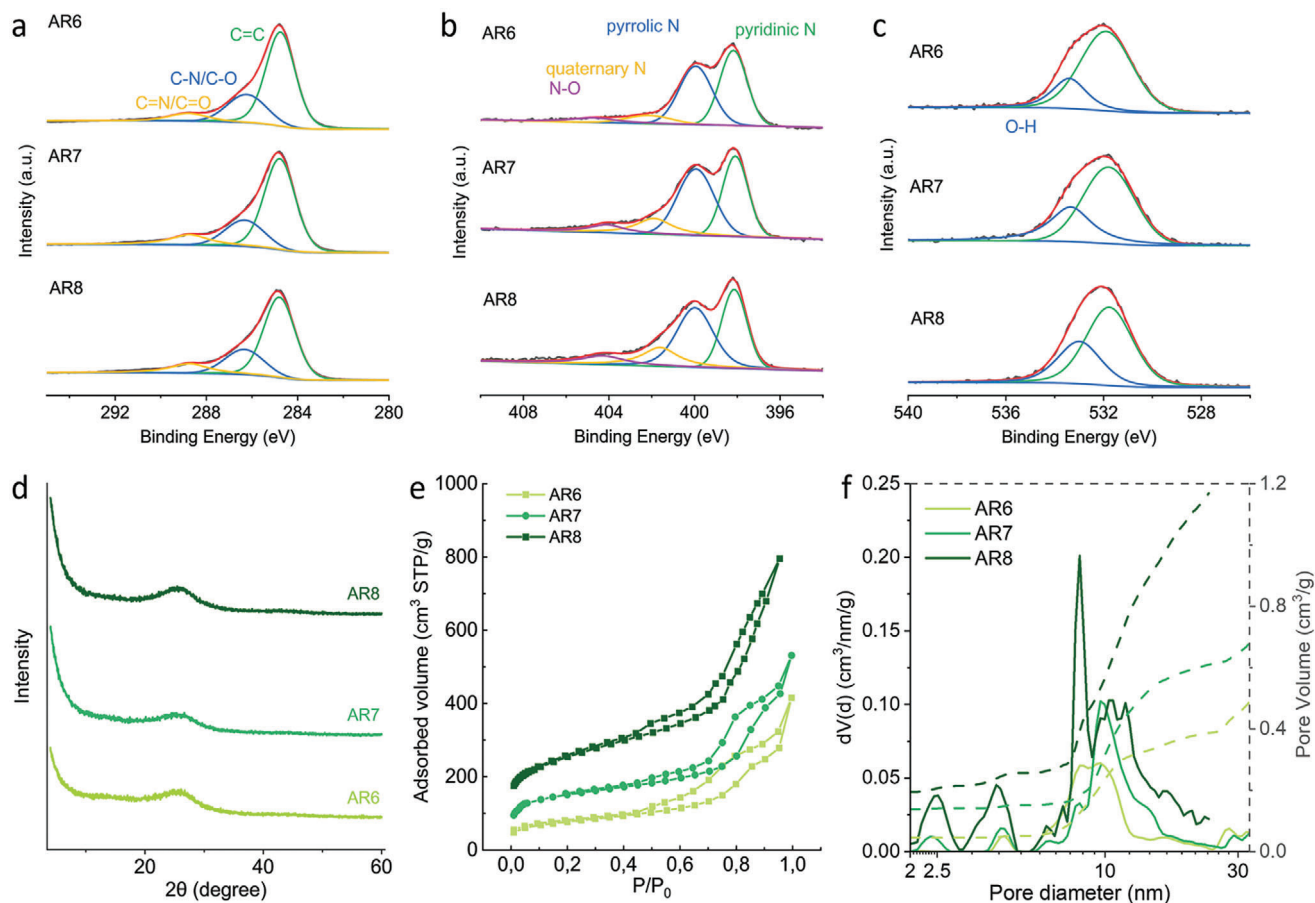 a
AR6
C=C
C-N/C-O
C=N/C=O
AR7
AR8
Intensity (a.u.)
292
288
284
280
Binding Energy (eV)
b
AR6
pyrrolic N
pyridinic N
quaternary N
N-O
AR7
AR8
Intensity (a.u.)
408
404
400
396
Binding Energy (eV)
c
AR6
O-H
AR7
AR8
Intensity (a.u.)
540
536
532
528
Binding Energy (eV)
d
AR8
AR7
AR6
Intensity
20
40
60
2θ (degree)
e
AR6
AR7
AR8
Adsorbed volume (cm³ STP/g)
1000
800
600
400
200
0
0,0
0,2
0,4
0,6
0,8
1,0
P/P₀
f
AR6
AR7
AR8
dV(d) (cm³/nm/g)
0.25
0.20
0.15
0.10
0.05
0.00
2
2.5
10
30
Pore diameter (nm)
1.2
0.8
0.4
0.0
Pore Volume (cm³/g)